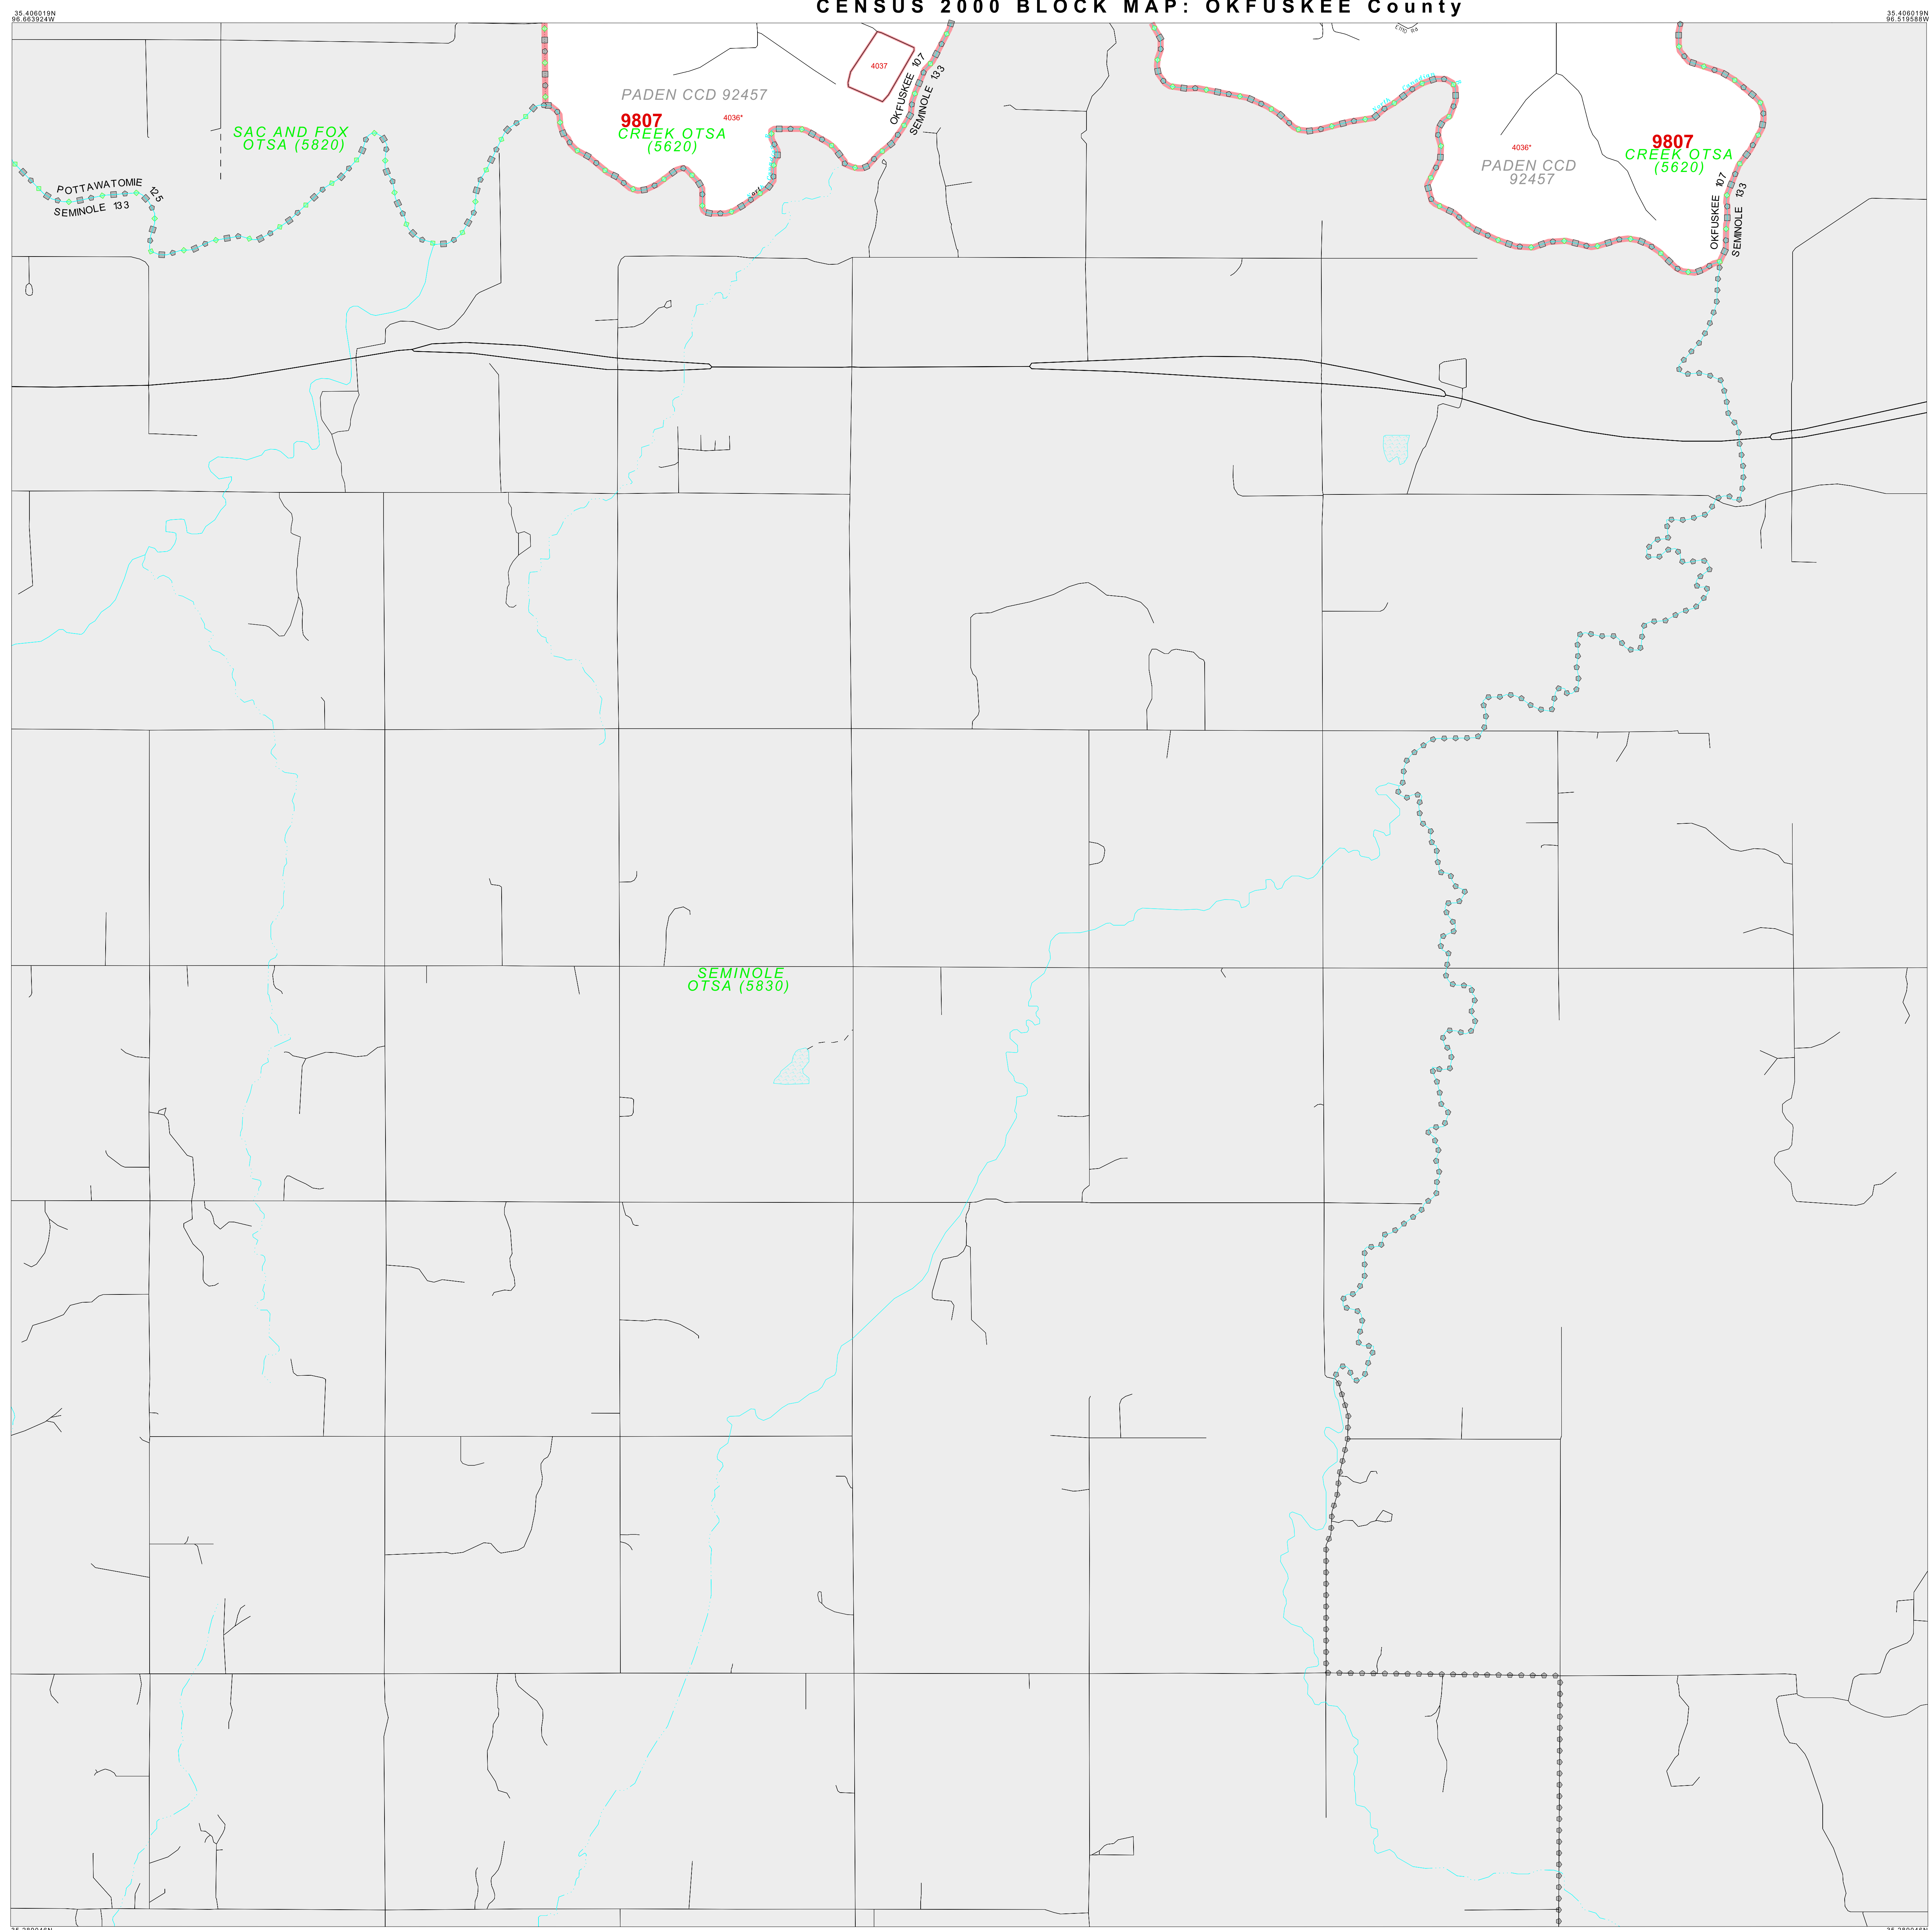 CENSUS 2000 BLOCK MAP: OKFUSKEE County
35.406019N
96.663924W
35.406019N
96.519588W
4037
OKFUSKEE 107
SEMINOLE 133
PADEN CCD 92457
9807
4036*
CREEK OTSA
(5620)
SAC AND FOX
OTSA (5820)
POTTAWATOMIE 125
SEMINOLE 133
North Canadian
4036*
PADEN CCD
92457
9807
CREEK OTSA
(5620)
OKFUSKEE 107
SEMINOLE 133
SEMINOLE
OTSA (5830)